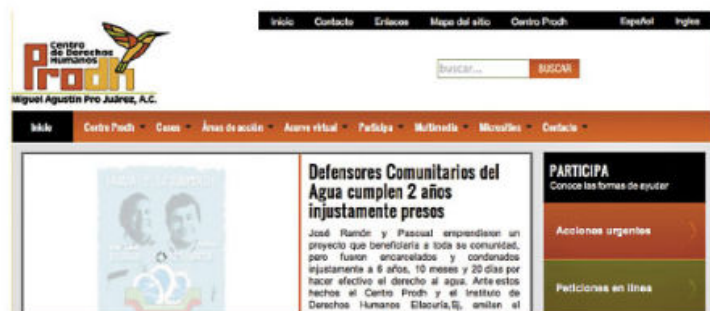 Inicio Contacto Enlaces Mapa del sitio Centro Prodh Español Ingles
Centro
de Derechos
Humanos
Prodh
Miguel Agustín Pro Juárez, A.C.
buscar... BUSCAR
Inicio Centro Prodh Casos Áreas de acción Acervo virtual Participa Multimedia Micrositios Contacto
Defensores Comunitarios del
Agua cumplen 2 años
injustamente presos
José Ramón y Pascual emprendieron un
proyecto que beneficiaría a toda su comunidad,
pero fueron encarcelados y condenados
injustamente a 6 años, 10 meses y 20 días por
hacer efectivo el derecho al agua. Ante estos
hechos el Centro Prodh y el Instituto de
Derechos Humanos Ellacuría, SJ, emiten el
PARTICIPA
Conoce las formas de ayudar
Acciones urgentes
Peticiones en línea